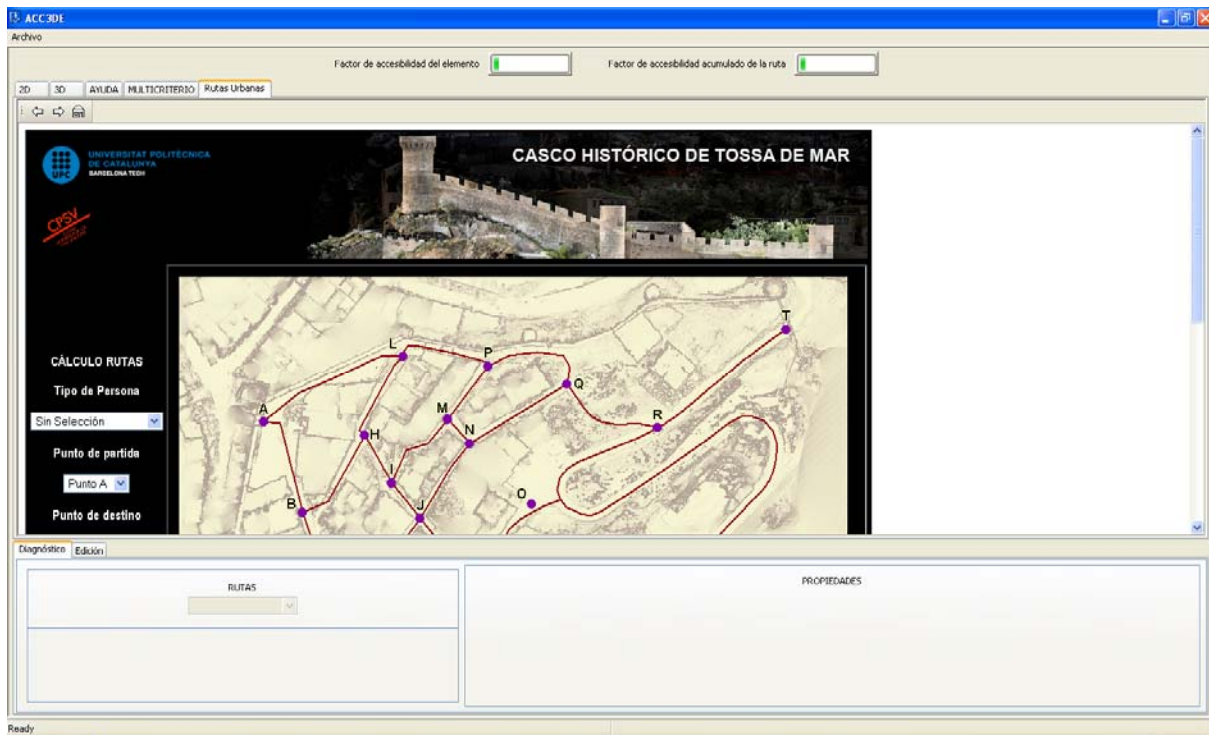 ACC3DE
Archivo
Factor de accesibilidad del elemento
Factor de accesibilidad acumulado de la ruta
2D 3D AYUDA MULTICRITERIO Rutas Urbanas
UNIVERSITAT POLITÈCNICA
DE CATALUNYA
BARCELONA TECH
UPC
CPSV
CASCO HISTÓRICO DE TOSSA DE MAR
CÁLCULO RUTAS
Tipo de Persona
Sin Selección
Punto de partida
Punto A
Punto de destino
T
L
P
Q
A
M
R
H
N
I
O
B
J
Diagnóstico Edición
RUTAS
PROPIEDADES
Ready